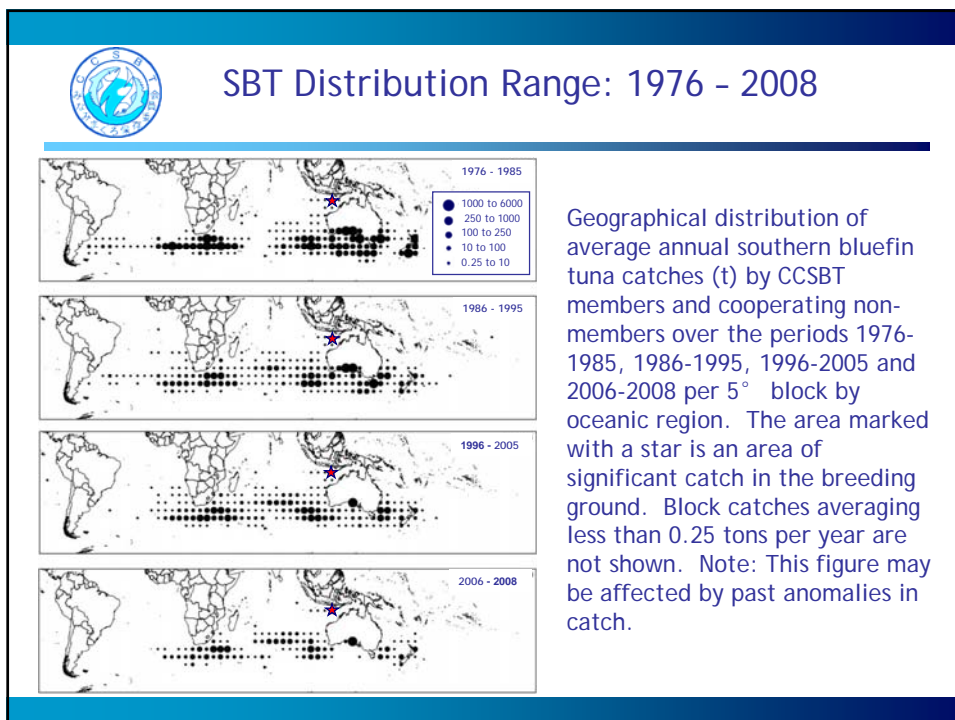 CCSBT
SBT Distribution Range: 1976 – 2008
1976 - 1985
1000 to 6000
250 to 1000
100 to 250
10 to 100
0.25 to 10
1986 - 1995
1996 - 2005
2006 - 2008
Geographical distribution of
average annual southern bluefin
tuna catches (t) by CCSBT
members and cooperating non-
members over the periods 1976-
1985, 1986-1995, 1996-2005 and
2006-2008 per 5° block by
oceanic region. The area marked
with a star is an area of
significant catch in the breeding
ground. Block catches averaging
less than 0.25 tons per year are
not shown. Note: This figure may
be affected by past anomalies in
catch.